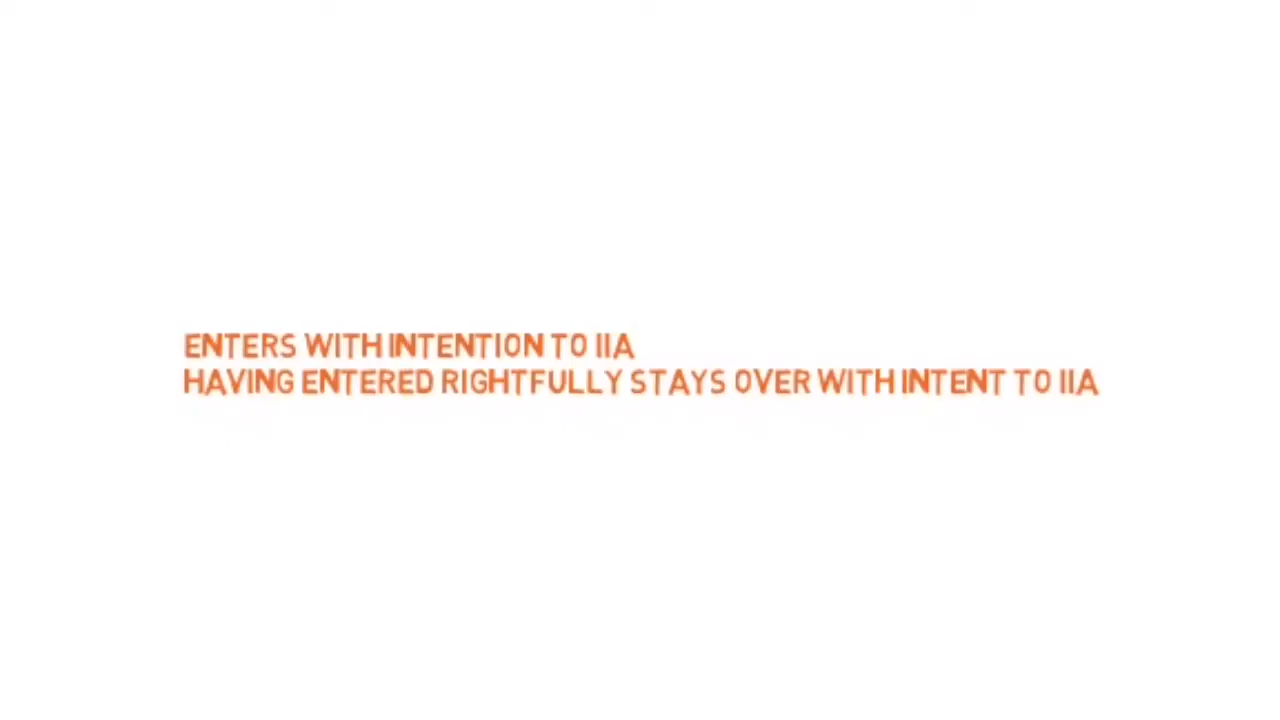 ENTERS WITH INTENTION TO IIA
HAVING ENTERED RIGHTFULLY STAYS OVER WITH INTENT TO IIA